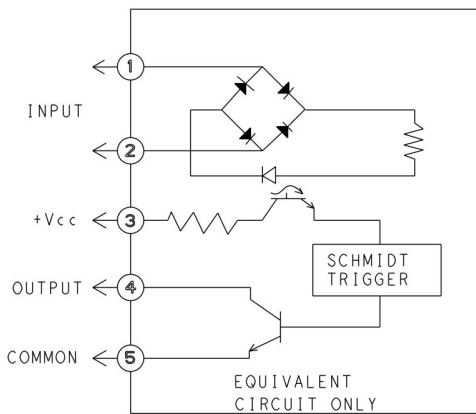 1
INPUT
2
+Vcc
3
SCHMIDT
TRIGGER
OUTPUT
4
COMMON
5
EQUIVALENT
CIRCUIT ONLY